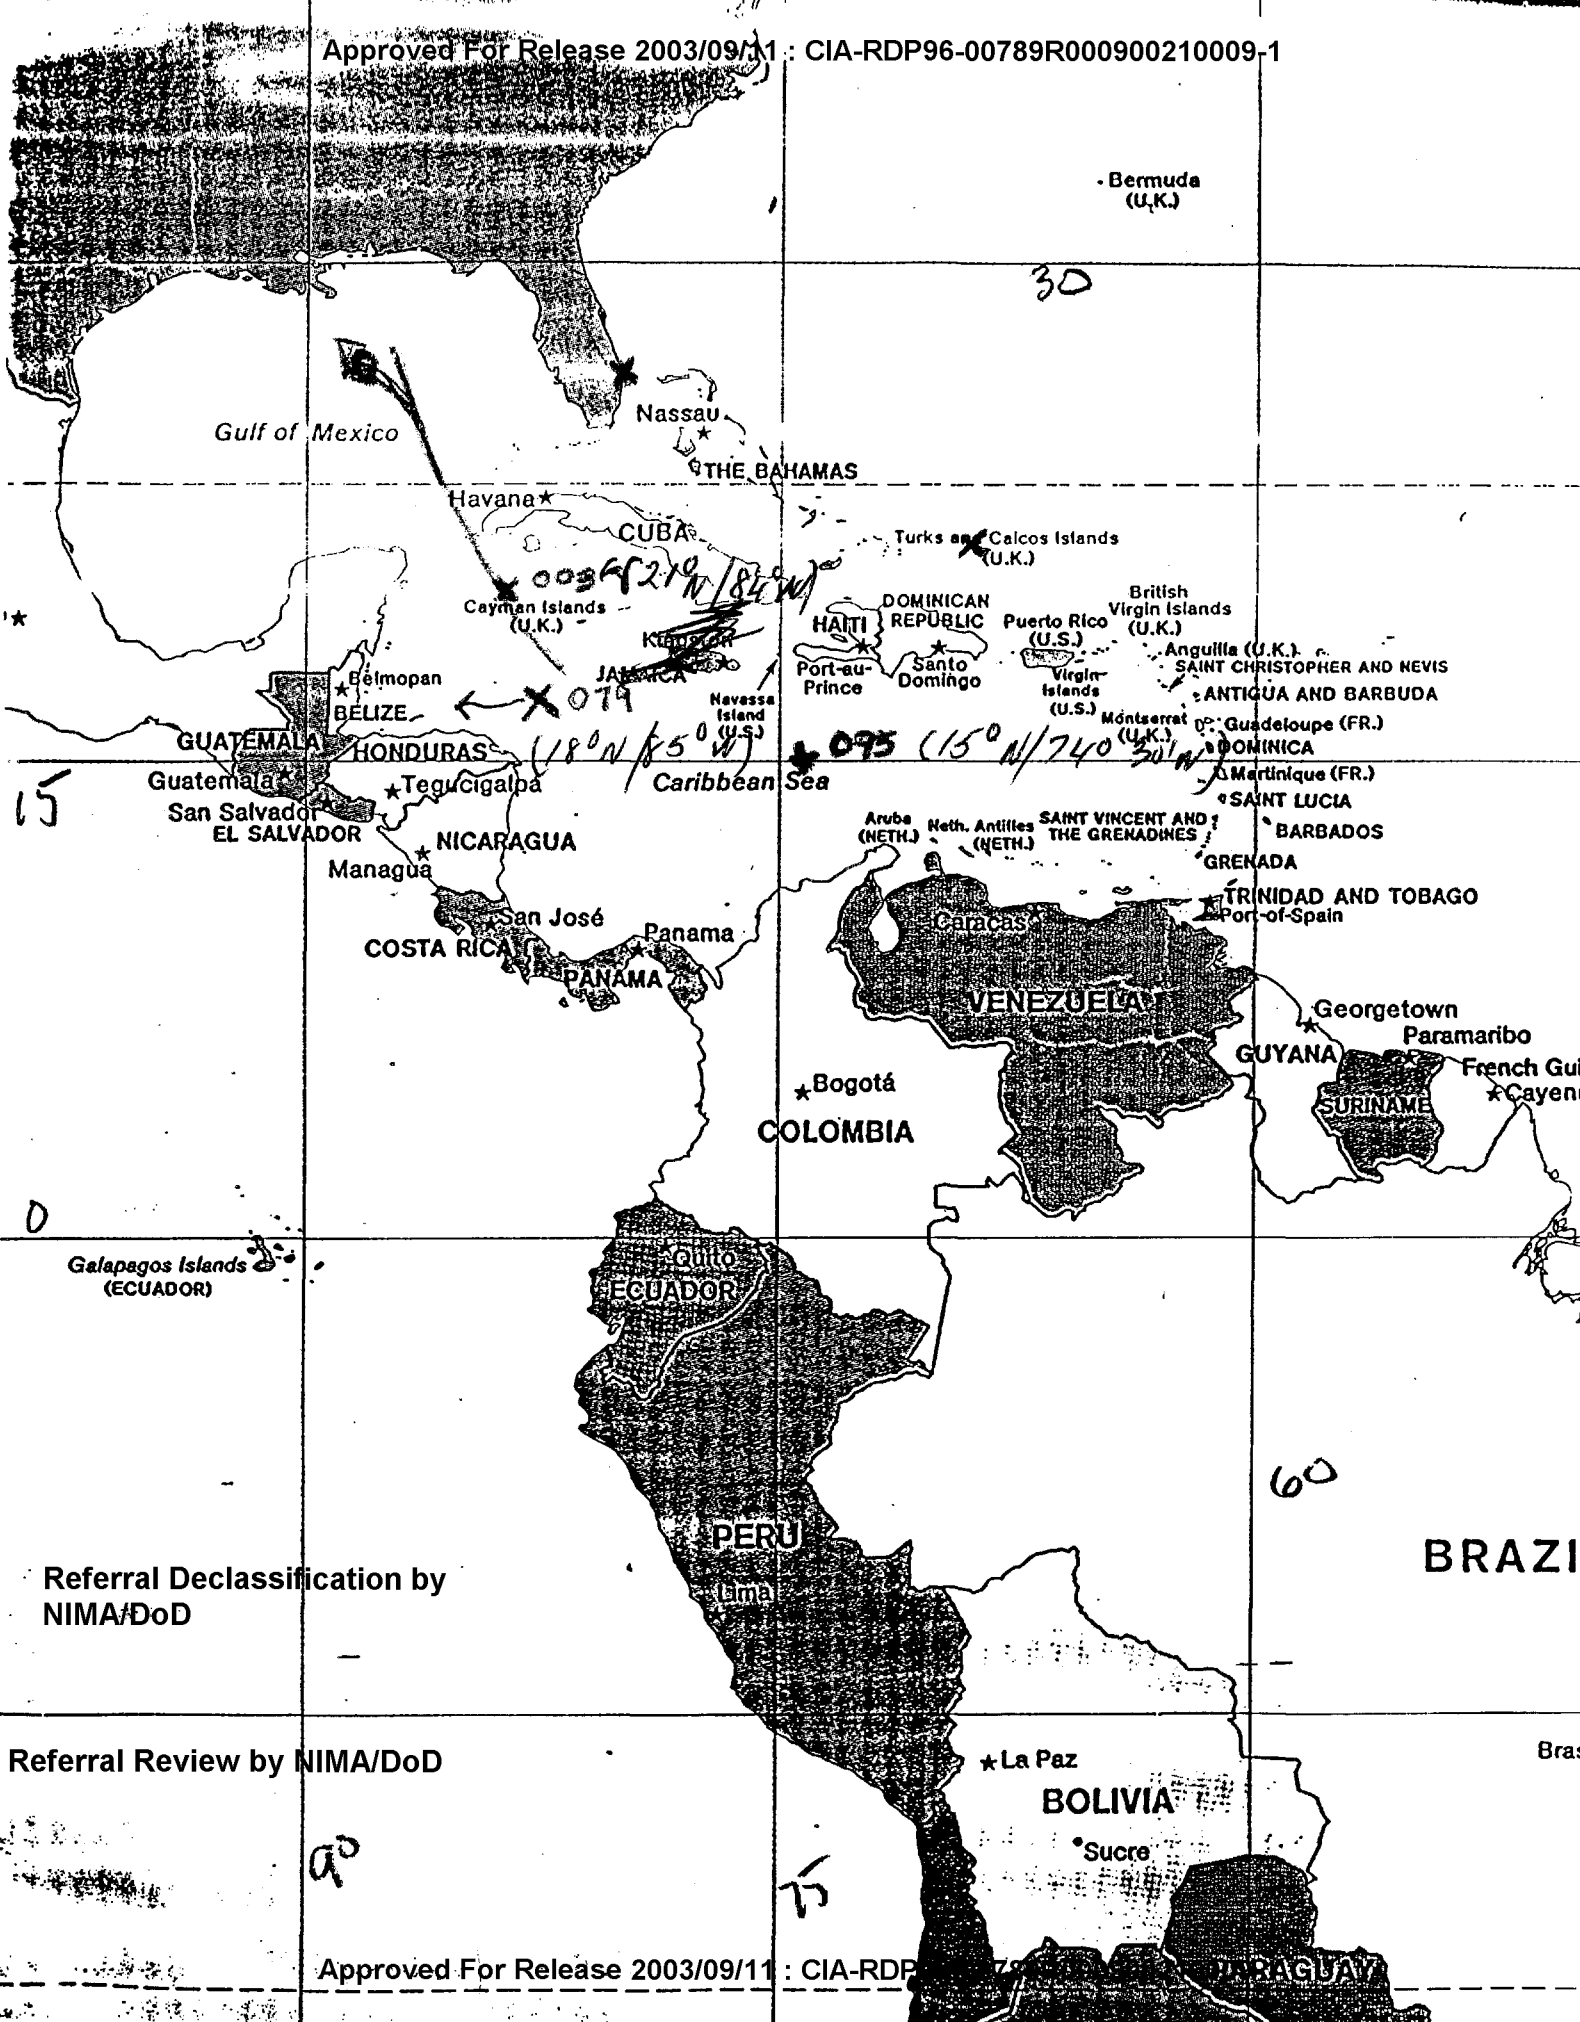 Approved For Release 2003/09/11 : CIA-RDP96-00789R000900210009-1
Bermuda
(U.K.)
30
Gulf of Mexico
Nassau
THE BAHAMAS
Havana
CUBA
Turks and Caicos Islands
(U.K.)
(21° N/84° W)
Cayman Islands
(U.K.)
Kingston
JAMAICA
HAITI
Port-au-
Prince
DOMINICAN
REPUBLIC
Santo
Domingo
Puerto Rico
(U.S.)
British
Virgin Islands
(U.K.)
Virgin
Islands
(U.S.)
Anguilla (U.K.)
SAINT CHRISTOPHER AND NEVIS
ANTIGUA AND BARBUDA
Montserrat
(U.K.)
Guadeloupe (FR.)
DOMINICA
Martinique (FR.)
SAINT LUCIA
BARBADOS
SAINT VINCENT AND
THE GRENADINES
GRENADA
TRINIDAD AND TOBAGO
Port-of-Spain
Navassa
Island
(U.S.)
079
(18° N/85° W)
095 (15° N/74° 30' W)
Caribbean Sea
Belmopan
BELIZE
GUATEMALA
Guatemala
HONDURAS
Tegucigalpa
15
San Salvador
EL SALVADOR
NICARAGUA
Managua
San José
COSTA RICA
Panama
PANAMA
Aruba
(NETH.)
Neth. Antilles
(NETH.)
Caracas
VENEZUELA
Georgetown
GUYANA
Paramaribo
SURINAME
French Gui
Cayen
Bogotá
COLOMBIA
0
Galapagos Islands
(ECUADOR)
Quito
ECUADOR
PERU
Lima
60
BRAZI
Referral Declassification by
NIMA/DoD
Referral Review by NIMA/DoD
La Paz
BOLIVIA
Sucre
Bras
90
75
PARAGUAY
Approved For Release 2003/09/11 : CIA-RDP